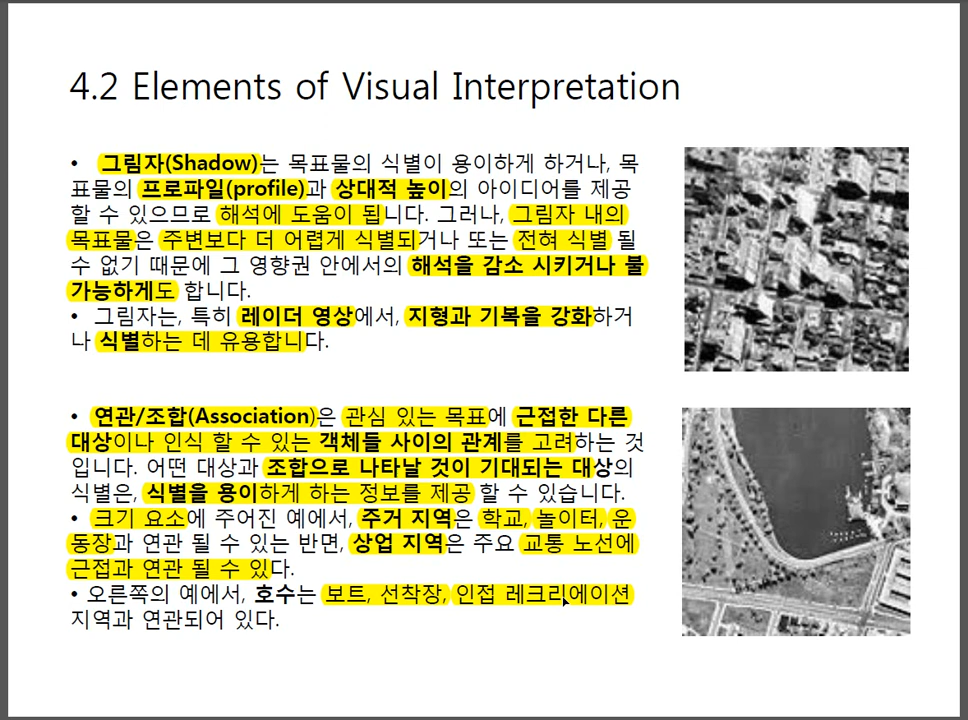 4.2 Elements of Visual Interpretation
• 그림자(Shadow)는 목표물의 식별이 용이하게 하거나, 목
표물의 프로파일(profile)과 상대적 높이의 아이디어를 제공
할 수 있으므로 해석에 도움이 됩니다. 그러나, 그림자 내의
목표물은 주변보다 더 어렵게 식별되거나 또는 전혀 식별 될
수 없기 때문에 그 영향권 안에서의 해석을 감소 시키거나 불
가능하게도 합니다.
• 그림자는, 특히 레이더 영상에서, 지형과 기복을 강화하거
나 식별하는 데 유용합니다.
• 연관/조합(Association)은 관심 있는 목표에 근접한 다른
대상이나 인식 할 수 있는 객체들 사이의 관계를 고려하는 것
입니다. 어떤 대상과 조합으로 나타날 것이 기대되는 대상의
식별은, 식별을 용이하게 하는 정보를 제공 할 수 있습니다.
• 크기 요소에 주어진 예에서, 주거 지역은 학교, 놀이터, 운
동장과 연관 될 수 있는 반면, 상업 지역은 주요 교통 노선에
근접과 연관 될 수 있다.
• 오른쪽의 예에서, 호수는 보트, 선착장, 인접 레크리에이션
지역과 연관되어 있다.